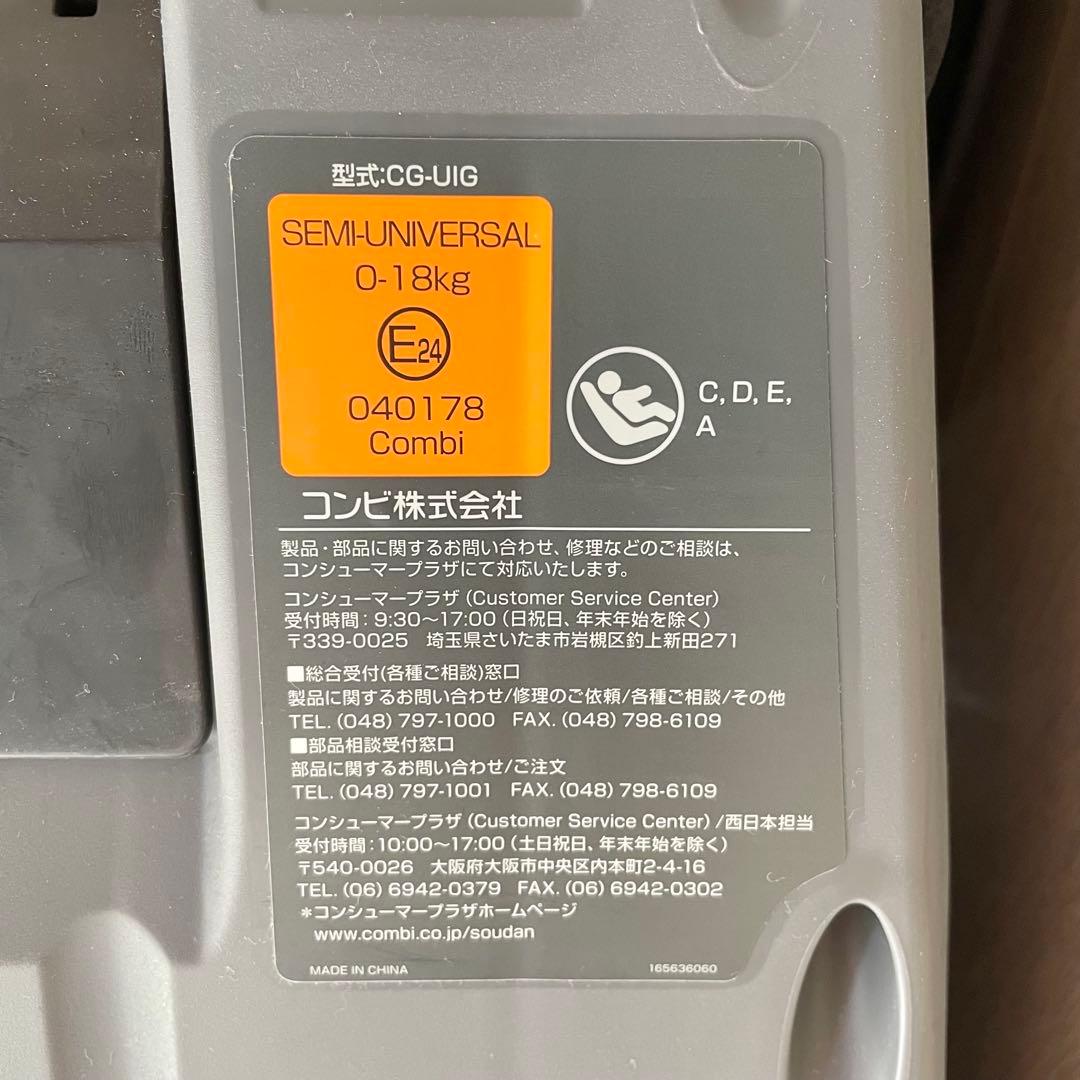 型式:CG-UIG
SEMI-UNIVERSAL
0-18kg
E24
040178
Combi
C, D, E,
A
コンビ株式会社
製品・部品に関するお問い合わせ、修理などのご相談は、
コンシューマープラザにて対応いたします。
コンシューマープラザ (Customer Service Center)
受付時間:9:30〜17:00 (日祝日、年末年始を除く)
〒339-0025 埼玉県さいたま市岩槻区釣上新田271
■総合受付(各種ご相談)窓口
製品に関するお問い合わせ/修理のご依頼/各種ご相談/その他
TEL. (048) 797-1000 FAX. (048) 798-6109
■部品相談受付窓口
部品に関するお問い合わせ/ご注文
TEL. (048) 797-1001 FAX. (048) 798-6109
コンシューマープラザ (Customer Service Center) /西日本担当
受付時間:10:00〜17:00 (土日祝日、年末年始を除く)
〒540-0026 大阪府大阪市中央区内本町2-4-16
TEL. (06) 6942-0379 FAX. (06) 6942-0302
*コンシューマープラザホームページ
www.combi.co.jp/soudan
MADE IN CHINA 165636060